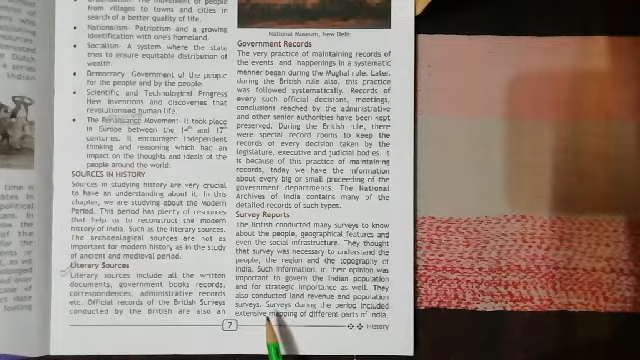 from villages to towns and cities in
search of a better quality of life.
Nationalism- Patriotism and a growing
identification with one's homeland.
Socialism- A system where the state
tries to ensure equitable distribution of
wealth.
Democracy- Government of the people
for the people and by the people.
Scientific and Technological Progress
New inventions and discoveries that
revolutionised human life.
The Renaissance Movement- It took place
in Europe between the 14th and 17th
centuries. It encouraged independent
thinking and reasoning which had an
impact on the thoughts and ideals of the
people around the world.
SOURCES IN HISTORY
Sources in studying history are very crucial
to have an understanding about it. In this
chapter, we are studying about the Modern
Period. This period has plenty of resources
that help us to reconstruct the modern
history of India. Such as the literary sources.
The archaeological sources are not as
important for modern history as in the study
of ancient and medieval period.
Literary Sources
Literary sources include all the written
documents, government books records,
correspondences, administrative records
etc. Official records of the British Surveys
conducted by the British are also an
National Museum, New Delhi
Government Records
The very practice of maintaining records of
the events and happenings in a systematic
manner began during the Mughal rule. Later,
during the British rule also, this practice
was followed systematically. Records of
every such official decisions, meetings,
conclusions reached by the administrative
and other senior authorities have been kept
preserved. During the British rule, there
were special record rooms to keep the
records of every decision taken by the
legislature, executive and judicial bodies. It
is because of this practice of maintaining
records, today we have the information
about every big or small proceeding of the
government departments. The National
Archives of India contains many of the
detailed records of such types.
Survey Reports
The British conducted many surveys to know
about the people, geographical features and
even the social infrastructure. They thought
that survey was necessary to understand the
people, the region and the topography of
India. Such information, in their opinion was
important to govern the Indian population
and for strategic importance as well. They
also conducted land revenue and population
surveys. Surveys during the period included
extensive mapping of different parts of India.
7
History